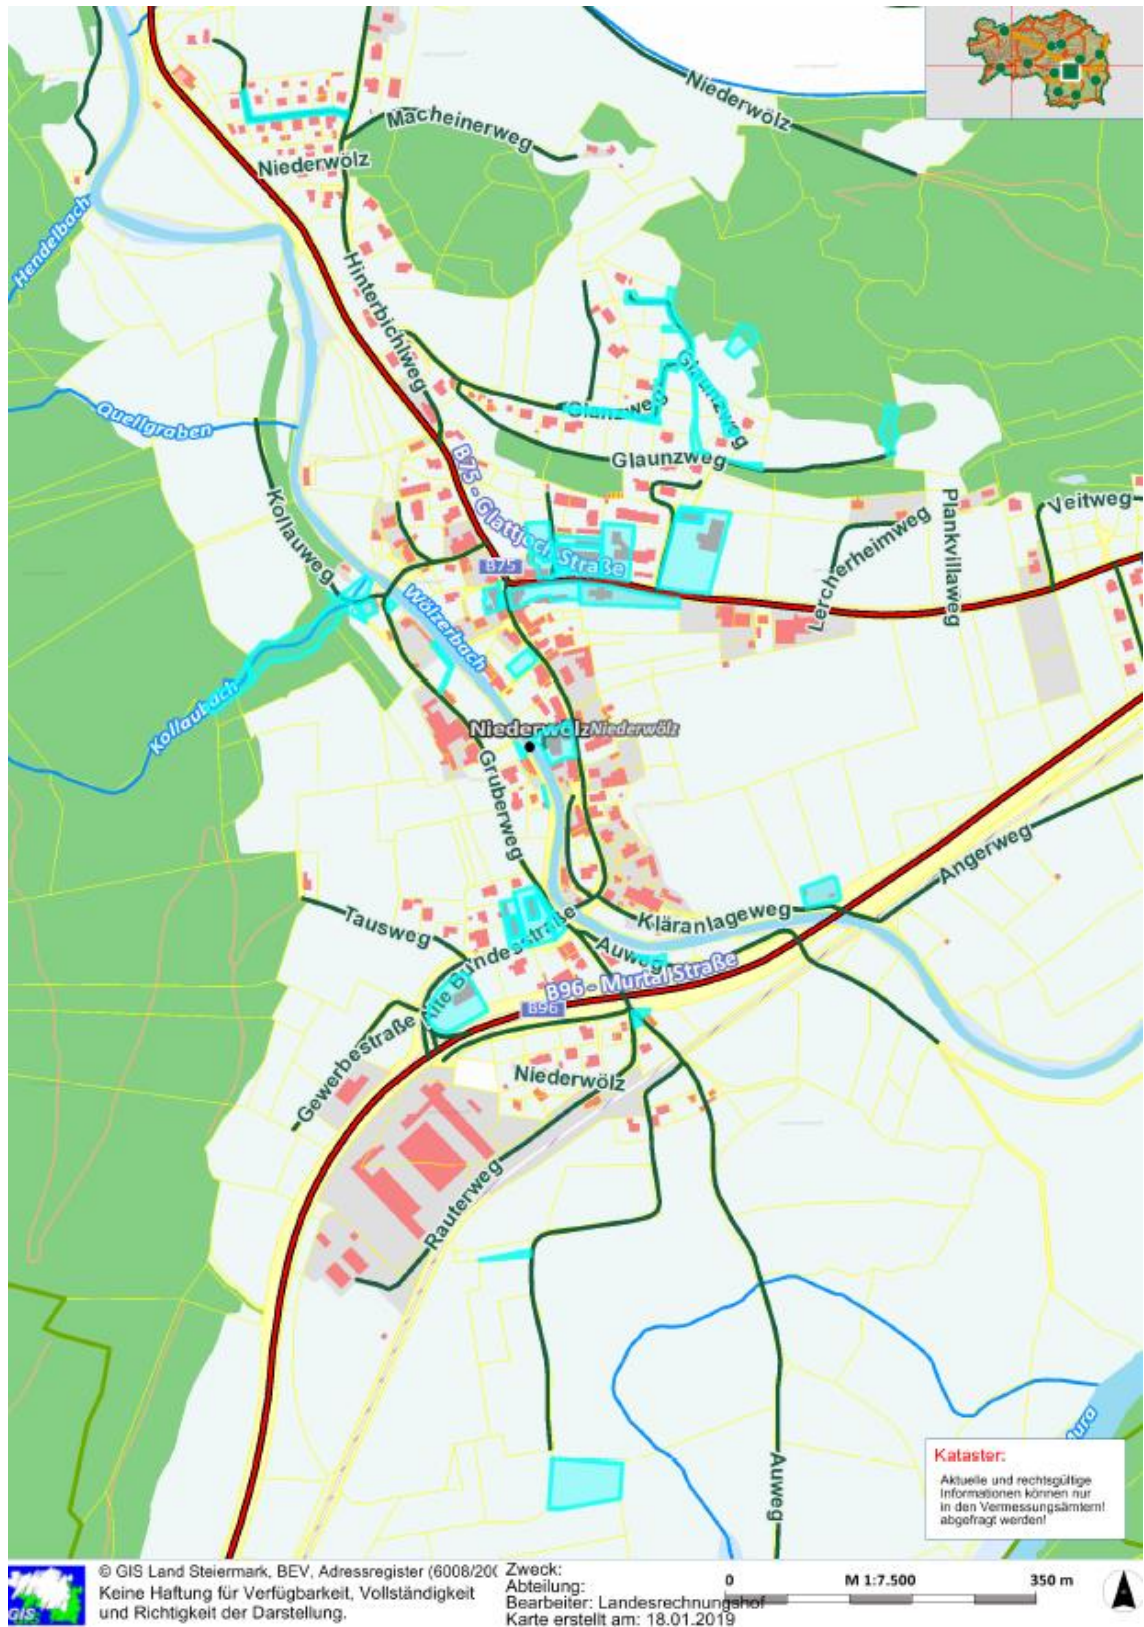 Niederwölz
Macheinerweg
Niederwölz
Hendelbach
Hinterbichlweg
Glaunzweg
Glanzweg
Quellgraben
Glaunzweg
B75 - Glattjoch Straße
Kollauweg
Plankvillaweg
Veitweg
Lercherheimweg
B75
Wölzerbach
Kollaubach
Niederwölz
Niederwölz
Gruberweg
Angerweg
Tausweg
Kläranlageweg
Alte Bundesstraße
Auweg
B96 - Murtal Straße
B96
Gewerbestraße
Niederwölz
Rauterweg
Auweg
Mura
Kataster:
Aktuelle und rechtsgültige
Informationen können nur
in den Vermessungsämtern!
abgefragt werden!
GIS
© GIS Land Steiermark, BEV, Adressregister (6008/200
Keine Haftung für Verfügbarkeit, Vollständigkeit
und Richtigkeit der Darstellung.
Zweck:
Abteilung:
Bearbeiter: Landesrechnungshof
Karte erstellt am: 18.01.2019
0 M 1:7.500 350 m